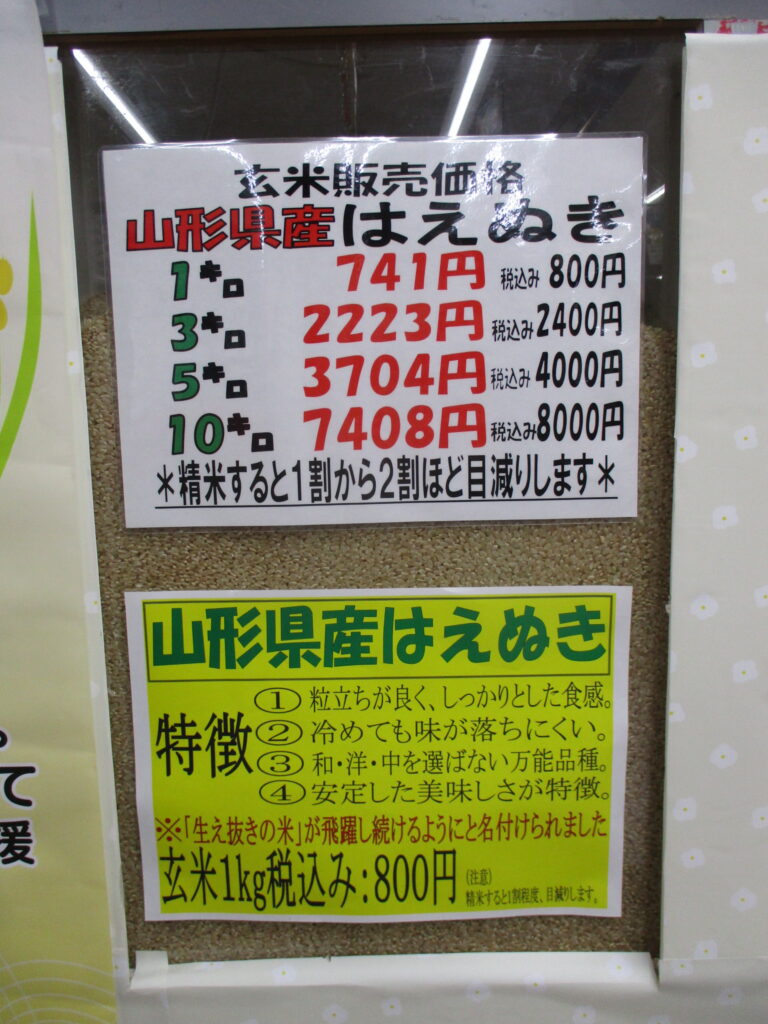 玄米販売価格
山形県産はえぬき
1キロ 741円 税込み 800円
3キロ 2223円 税込み 2400円
5キロ 3704円 税込み 4000円
10キロ 7408円 税込み 8000円
＊精米すると1割から2割ほど目減りします＊
山形県産はえぬき
特徴
① 粒立ちが良く、しっかりとした食感。
② 冷めても味が落ちにくい。
③ 和・洋・中を選ばない万能品種。
④ 安定した美味しさが特徴。
※「生え抜きの米」が飛躍し続けるようにと名付けられました
玄米1kg税込み：800円
（注意）
精米すると1割程度、目減りします。
て
援